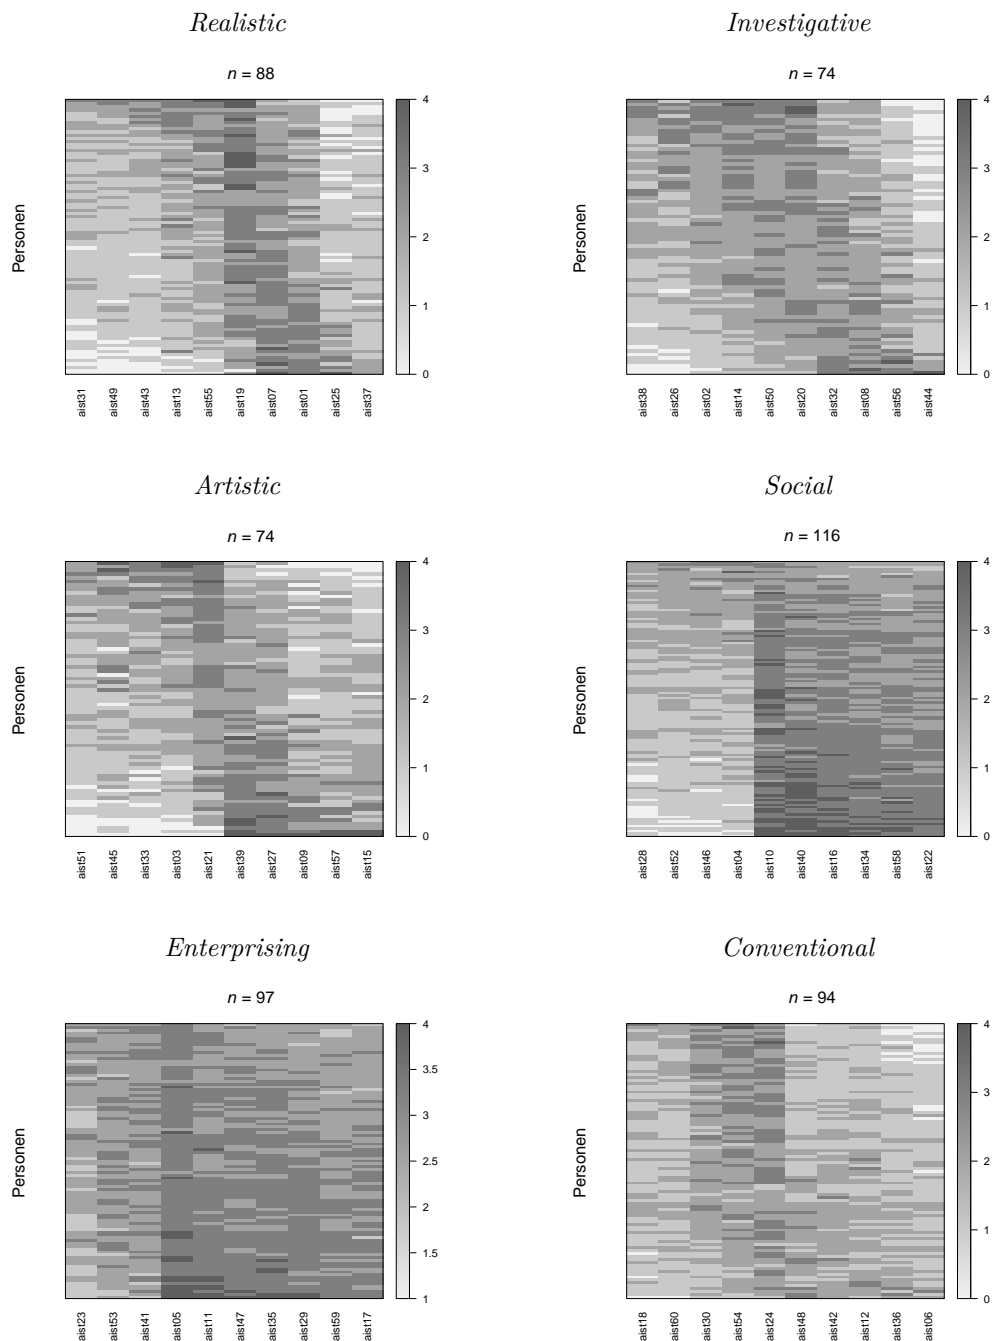 Realistic
n = 88
Personen
4
3
2
1
0
aist31 aist49 aist43 aist13 aist55 aist19 aist07 aist01 aist25 aist37
Investigative
n = 74
Personen
4
3
2
1
0
aist38 aist26 aist02 aist14 aist50 aist20 aist32 aist08 aist56 aist44
Artistic
n = 74
Personen
4
3
2
1
0
aist51 aist45 aist33 aist03 aist21 aist39 aist27 aist09 aist57 aist15
Social
n = 116
Personen
4
3
2
1
0
aist28 aist52 aist46 aist04 aist10 aist40 aist16 aist34 aist58 aist22
Enterprising
n = 97
Personen
4
3.5
3
2.5
2
1.5
1
aist23 aist53 aist41 aist05 aist11 aist47 aist35 aist29 aist59 aist17
Conventional
n = 94
Personen
4
3
2
1
0
aist18 aist60 aist30 aist54 aist24 aist48 aist42 aist12 aist36 aist06